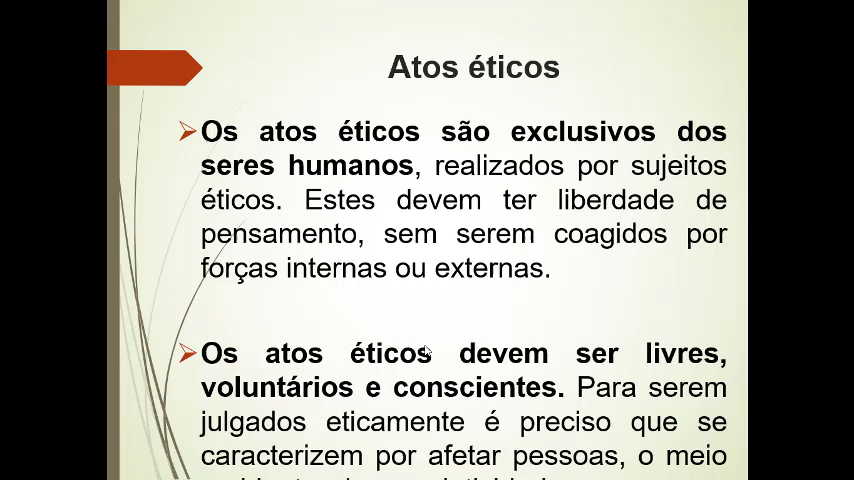 Atos éticos
Os atos éticos são exclusivos dos
seres humanos, realizados por sujeitos
éticos. Estes devem ter liberdade de
pensamento, sem serem coagidos por
forças internas ou externas.
Os atos éticos devem ser livres,
voluntários e conscientes. Para serem
julgados eticamente é preciso que se
caracterizem por afetar pessoas, o meio